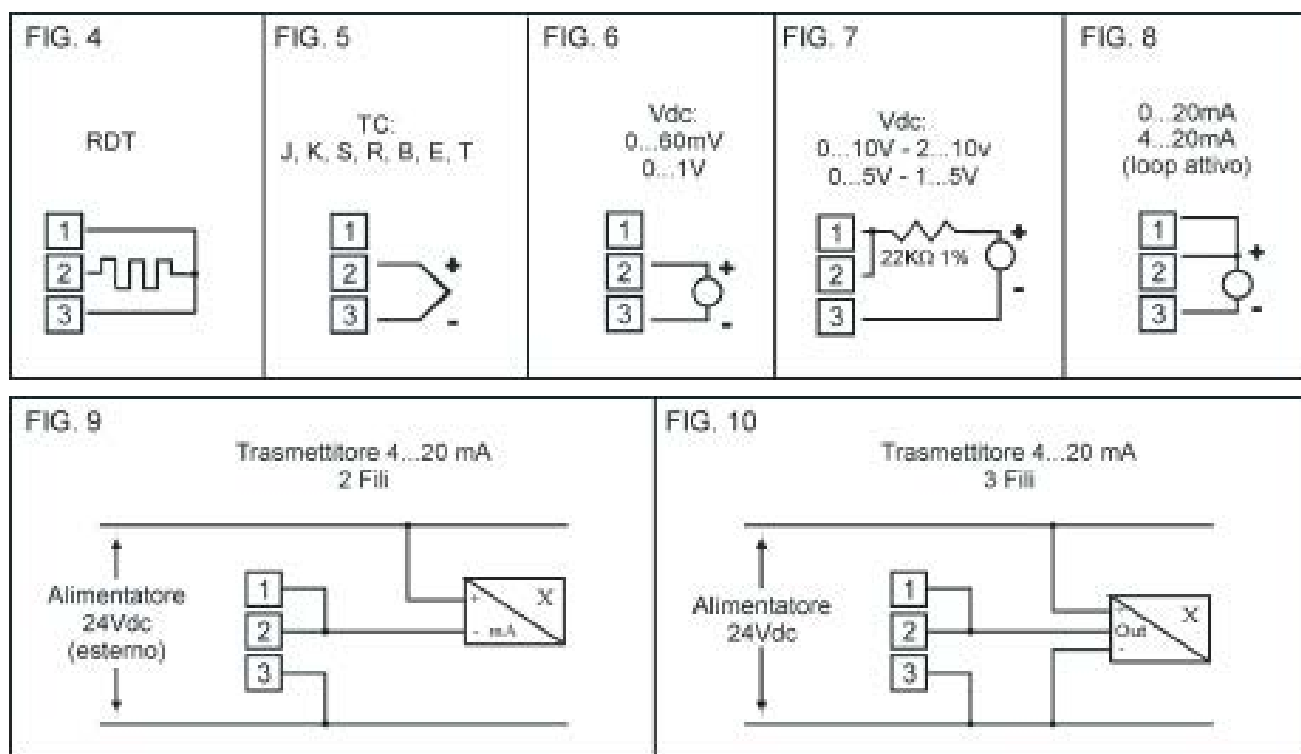 FIG. 4
RDT
1
2
3
FIG. 5
TC:
J, K, S, R, B, E, T
1
2
3
+
-
FIG. 6
Vdc:
0...60mV
0...1V
1
2
3
+
-
FIG. 7
Vdc:
0...10V - 2...10v
0...5V - 1...5V
1
2
3
22KΩ 1%
+
-
FIG. 8
0...20mA
4...20mA
(loop attivo)
1
2
3
+
-
FIG. 9
Trasmettitore 4...20 mA
2 Fili
Alimentatore
24Vdc
(esterno)
1
2
3
+
X
- mA
FIG. 10
Trasmettitore 4...20 mA
3 Fili
Alimentatore
24Vdc
1
2
3
+
X
Out
-